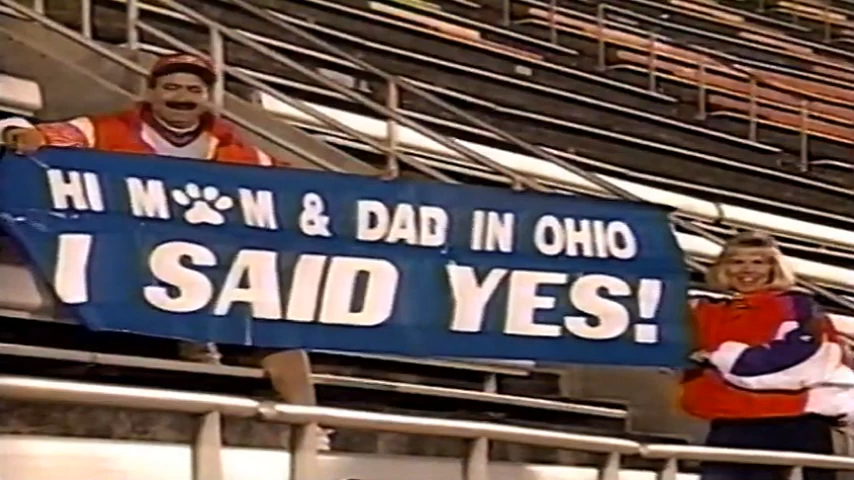 HI M🐾M & DAD IN OHIO
I SAID YES!